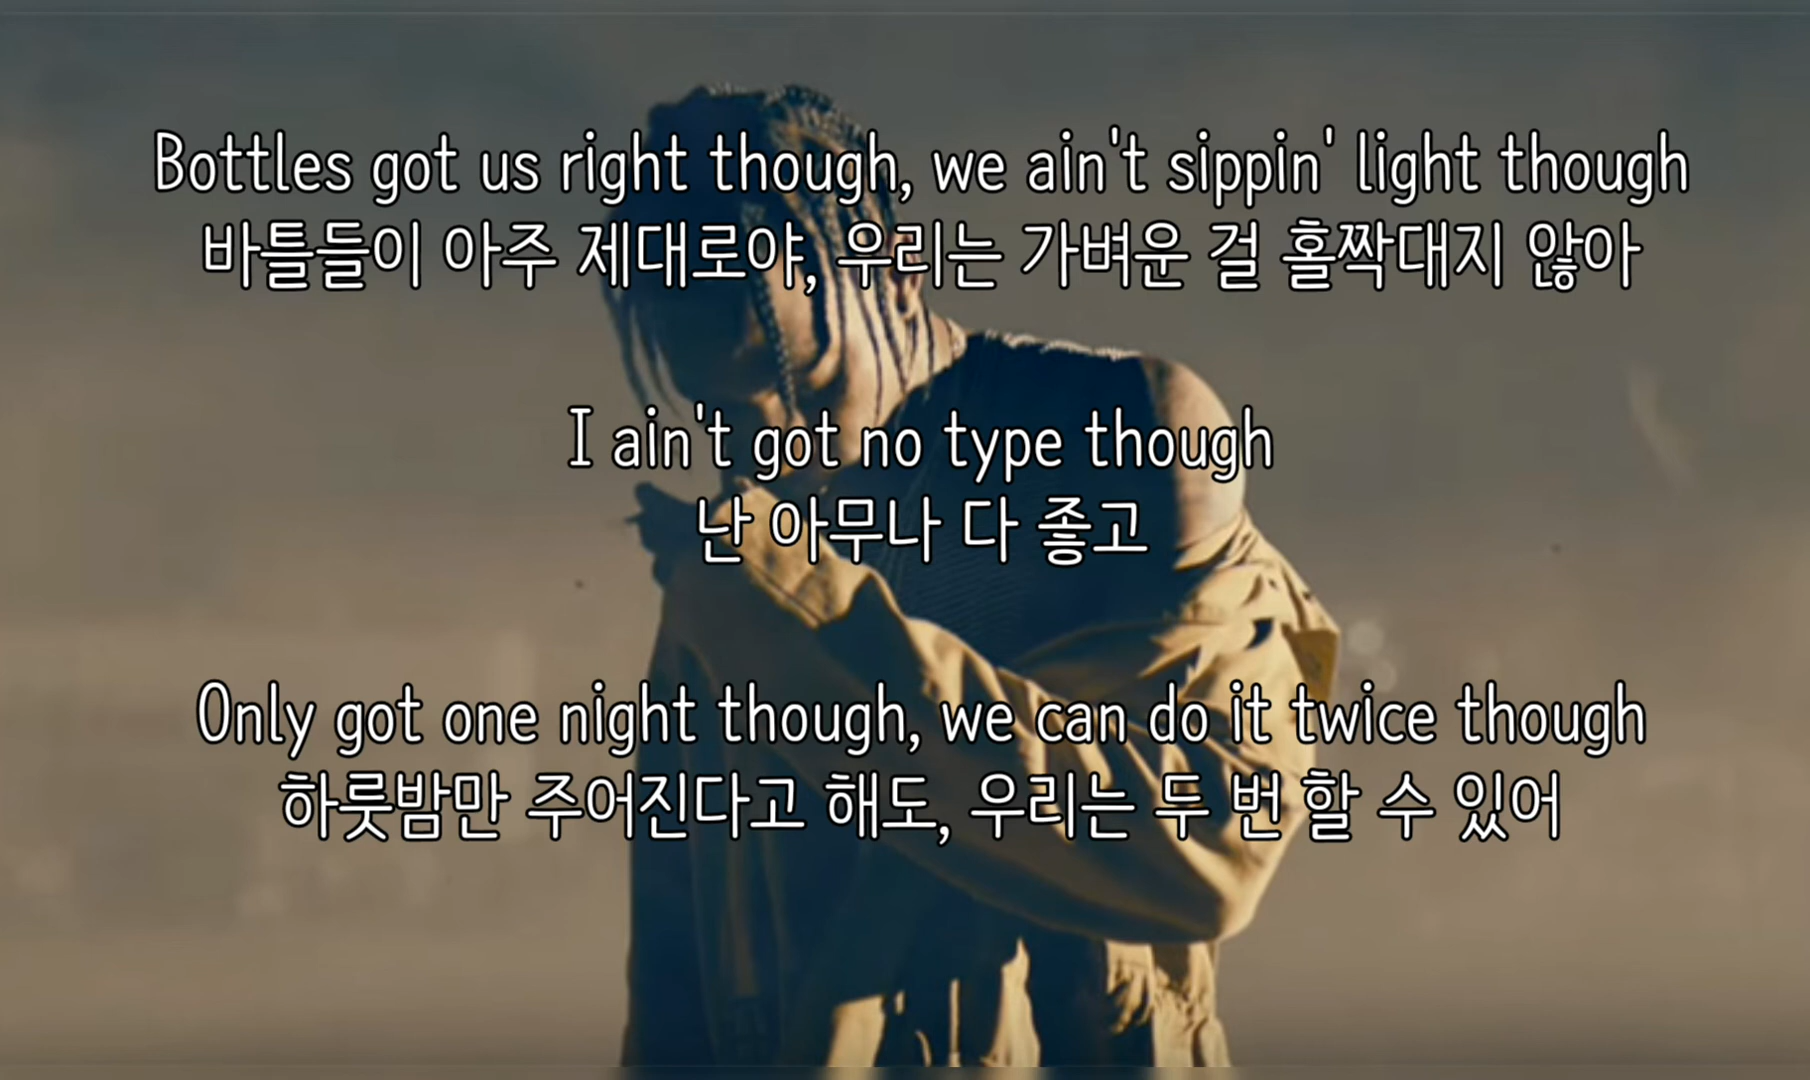 Bottles got us right though, we ain't sippin' light though
바틀들이 아주 제대로야, 우리는 가벼운 걸 홀짝대지 않아
I ain't got no type though
난 아무나 다 좋고
Only got one night though, we can do it twice though
하룻밤만 주어진다고 해도, 우리는 두 번 할 수 있어